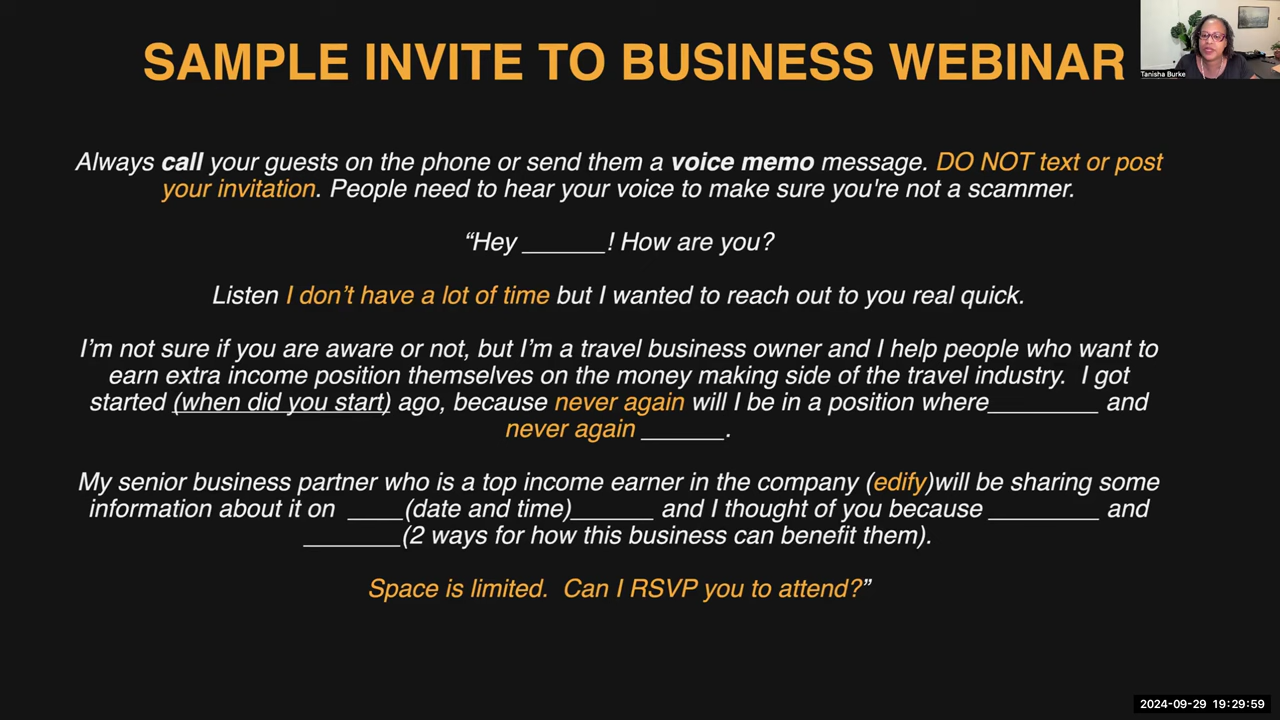 SAMPLE INVITE TO BUSINESS WEBINAR
Tanisha Burke
Always call your guests on the phone or send them a voice memo message. DO NOT text or post
your invitation. People need to hear your voice to make sure you're not a scammer.
“Hey ______! How are you?
Listen I don’t have a lot of time but I wanted to reach out to you real quick.
I’m not sure if you are aware or not, but I’m a travel business owner and I help people who want to
earn extra income position themselves on the money making side of the travel industry.  I got
started (when did you start) ago, because never again will I be in a position where________ and
never again ______.
My senior business partner who is a top income earner in the company (edify)will be sharing some
information about it on  ____(date and time)______ and I thought of you because ________ and
_______(2 ways for how this business can benefit them).
Space is limited.  Can I RSVP you to attend?”
2024-09-29 19:29:59